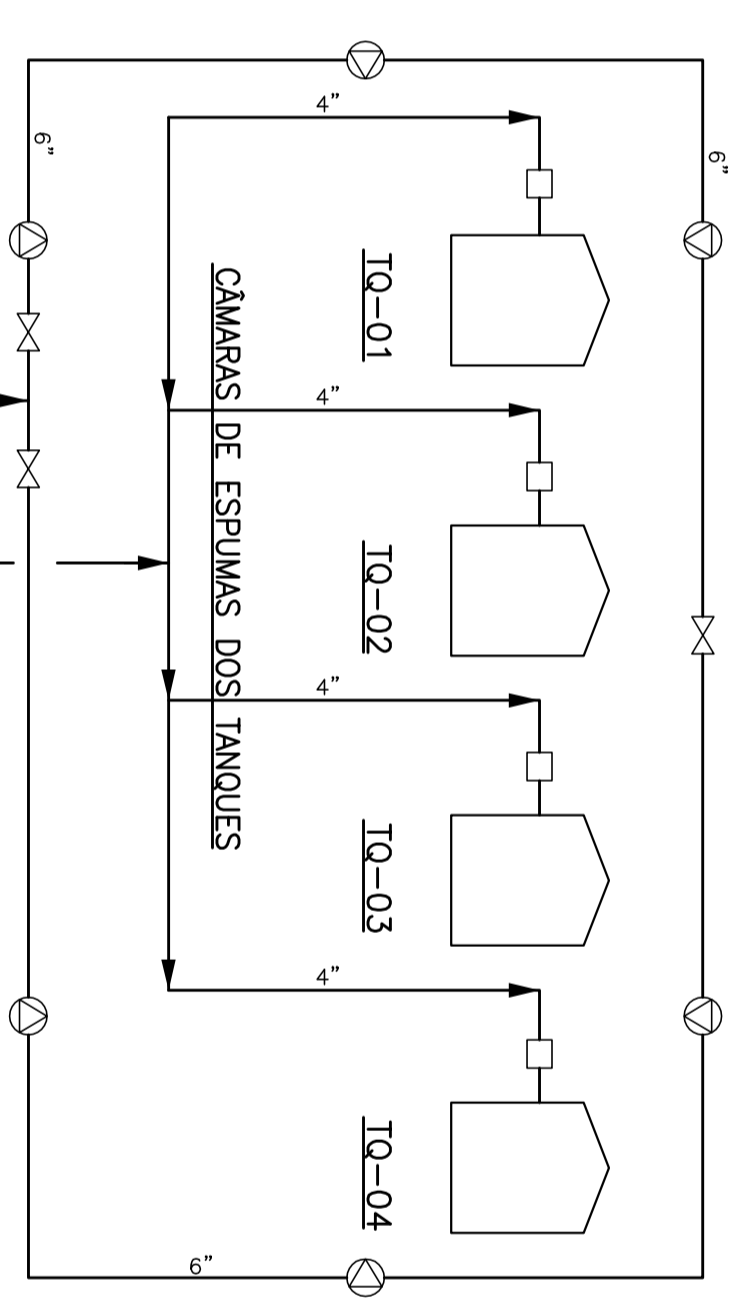 6”
6”
4”
TQ-01
4”
CÂMARAS DE ESPUMAS DOS TANQUES
TQ-02
4”
TQ-03
4”
TQ-04
6”